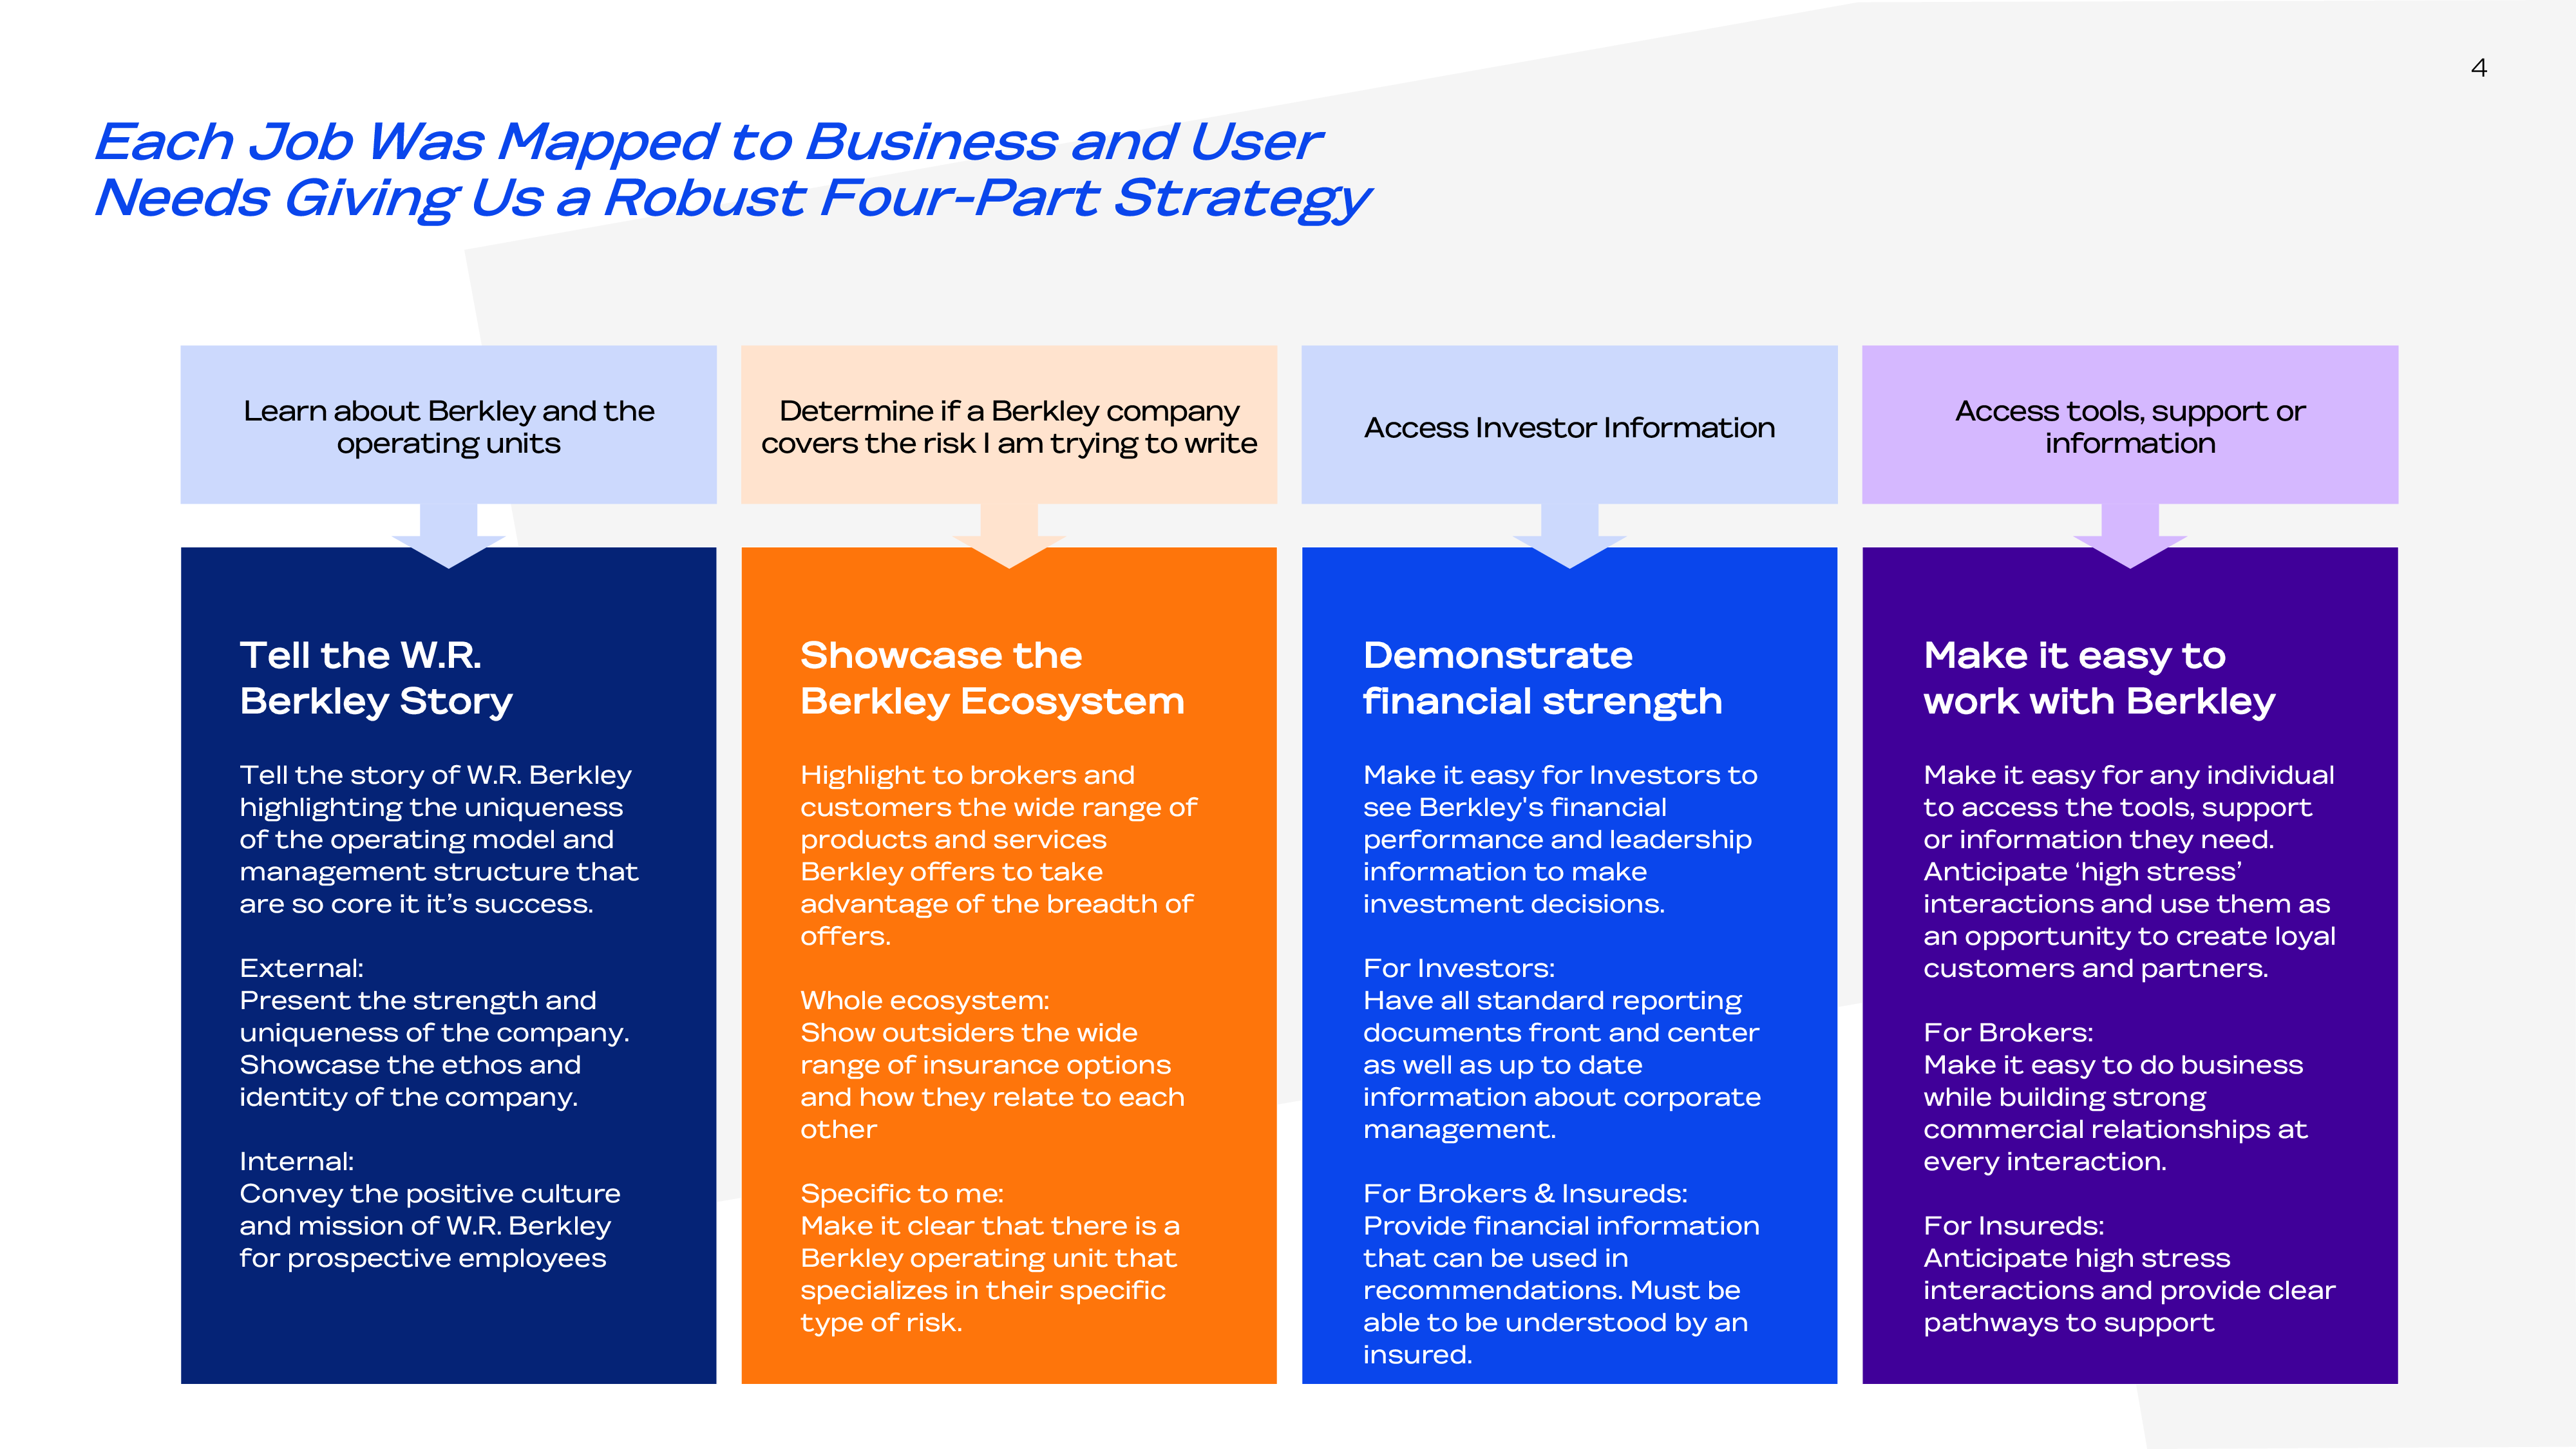 4
Each Job Was Mapped to Business and User
Needs Giving Us a Robust Four-Part Strategy
Learn about Berkley and the
operating units
Determine if a Berkley company
covers the risk I am trying to write
Access Investor Information
Access tools, support or
information
Tell the W.R.
Berkley Story
Tell the story of W.R. Berkley
highlighting the uniqueness
of the operating model and
management structure that
are so core it it’s success.
External:
Present the strength and
uniqueness of the company.
Showcase the ethos and
identity of the company.
Internal:
Convey the positive culture
and mission of W.R. Berkley
for prospective employees
Showcase the
Berkley Ecosystem
Highlight to brokers and
customers the wide range of
products and services
Berkley offers to take
advantage of the breadth of
offers.
Whole ecosystem:
Show outsiders the wide
range of insurance options
and how they relate to each
other
Specific to me:
Make it clear that there is a
Berkley operating unit that
specializes in their specific
type of risk.
Demonstrate
financial strength
Make it easy for Investors to
see Berkley's financial
performance and leadership
information to make
investment decisions.
For Investors:
Have all standard reporting
documents front and center
as well as up to date
information about corporate
management.
For Brokers & Insureds:
Provide financial information
that can be used in
recommendations. Must be
able to be understood by an
insured.
Make it easy to
work with Berkley
Make it easy for any individual
to access the tools, support
or information they need.
Anticipate ‘high stress’
interactions and use them as
an opportunity to create loyal
customers and partners.
For Brokers:
Make it easy to do business
while building strong
commercial relationships at
every interaction.
For Insureds:
Anticipate high stress
interactions and provide clear
pathways to support